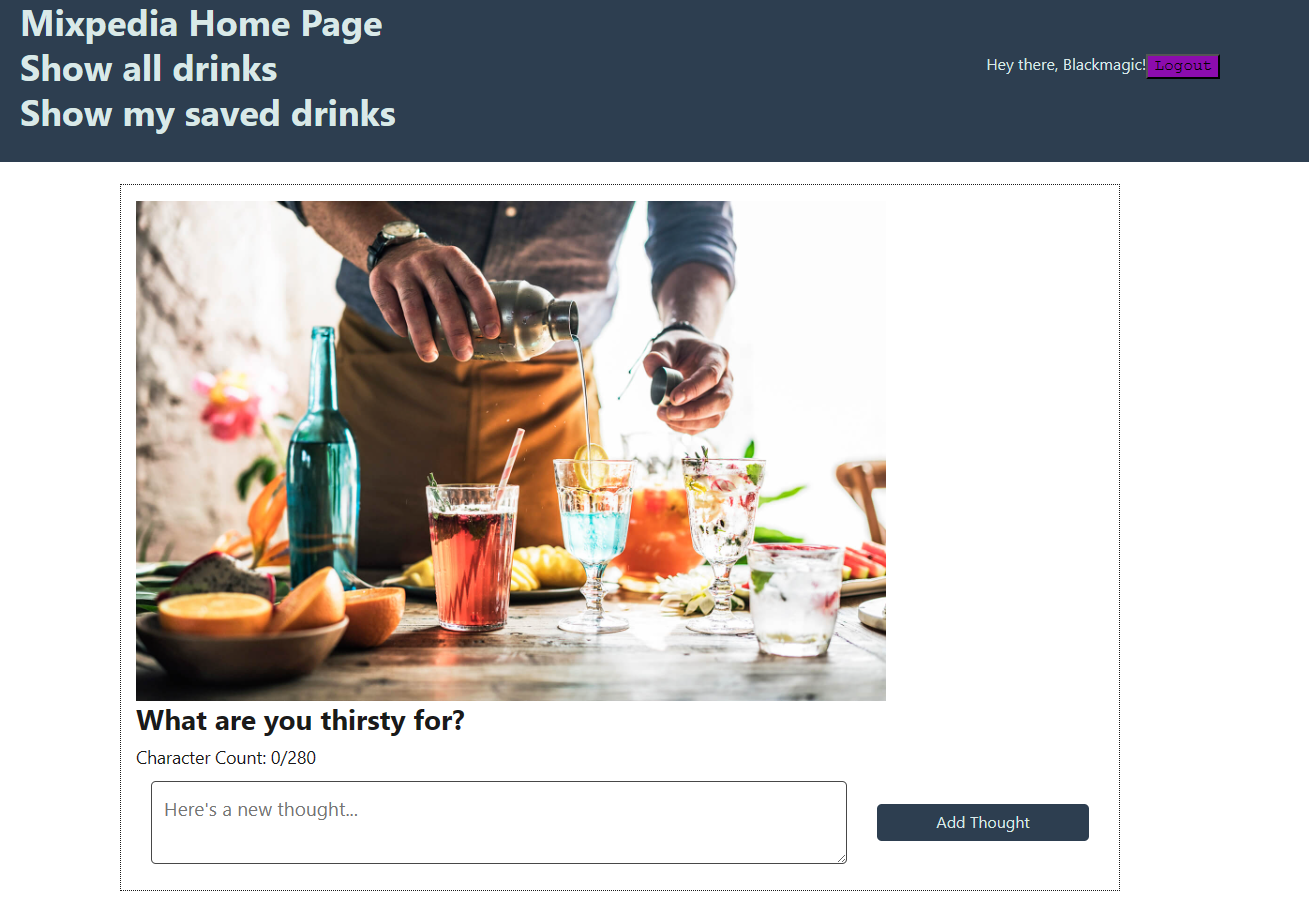 Mixpedia Home Page
Show all drinks
Show my saved drinks
Hey there, Blackmagic! Logout
What are you thirsty for?
Character Count: 0/280
Here's a new thought...
Add Thought